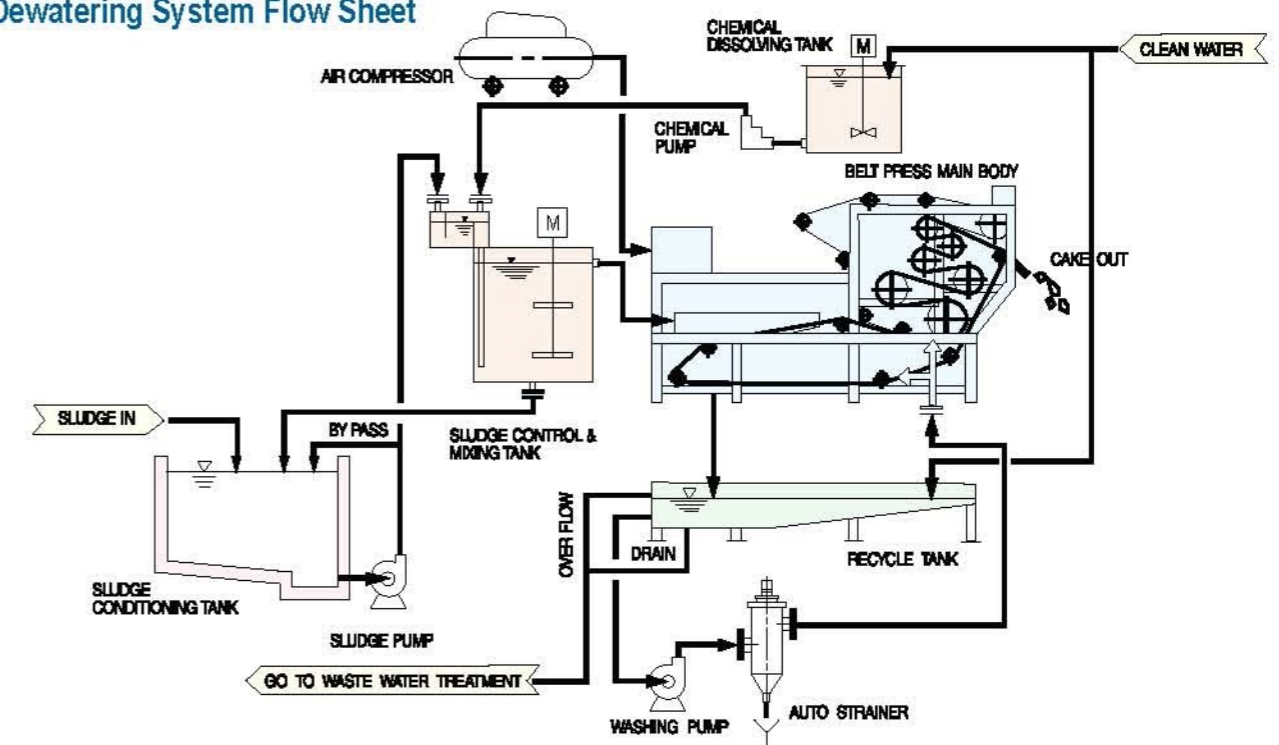 Dewatering System Flow Sheet
CHEMICAL
DISSOLVING TANK
M
CLEAN WATER
AIR COMPRESSOR
CHEMICAL
PUMP
BELT PRESS MAIN BODY
M
CAKE OUT
SLUDGE IN
BY PASS
SLUDGE CONTROL &
MIXING TANK
OVER FLOW
DRAIN
RECYCLE TANK
SLUDGE
CONDITIONING TANK
SLUDGE PUMP
GO TO WASTE WATER TREATMENT
WASHING PUMP
AUTO STRAINER